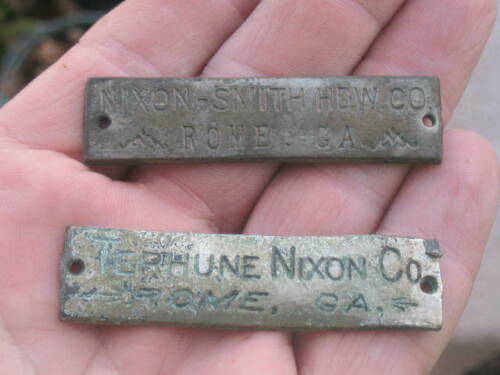 NIXON-SMITH HDW. CO.
ROME. GA.
TERHUNE NIXON CO.
ROME, GA.